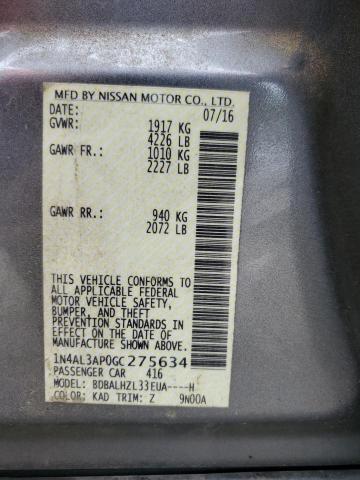 MFD BY NISSAN MOTOR CO., LTD.
DATE: 07/16
GVWR: 1917 KG
4226 LB
GAWR FR.: 1010 KG
2227 LB
GAWR RR.: 940 KG
2072 LB
THIS VEHICLE CONFORMS TO
ALL APPLICABLE FEDERAL
MOTOR VEHICLE SAFETY,
BUMPER, AND THEFT
PREVENTION STANDARDS IN
EFFECT ON THE DATE OF
MANUFACTURE SHOWN ABOVE.
1N4AL3AP0GC275634
PASSENGER CAR 416
MODEL: BDBALHZL33EUA----H
COLOR: KAD TRIM: Z 9N00A